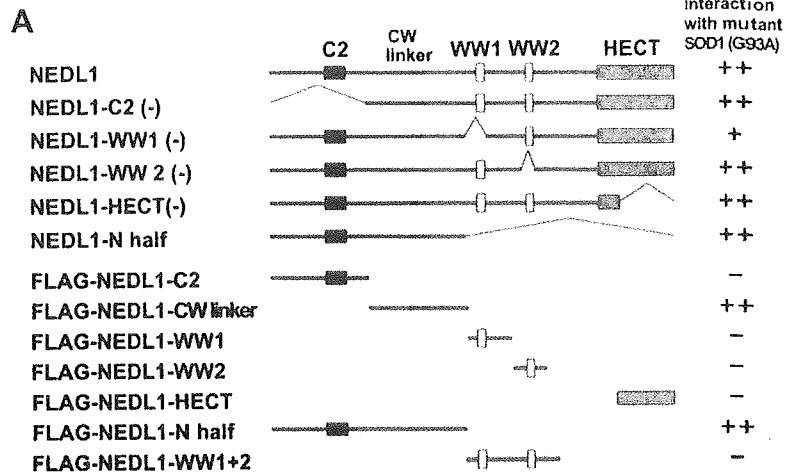 A
interaction
with mutant
SOD1 (G93A)
C2
CW
linker
WW1 WW2
HECT
NEDL1 ++
NEDL1-C2 (-) ++
NEDL1-WW1 (-) +
NEDL1-WW 2 (-) ++
NEDL1-HECT(-) ++
NEDL1-N half ++
FLAG-NEDL1-C2 −
FLAG-NEDL1-CW linker ++
FLAG-NEDL1-WW1 −
FLAG-NEDL1-WW2 −
FLAG-NEDL1-HECT −
FLAG-NEDL1-N half ++
FLAG-NEDL1-WW1+2 −